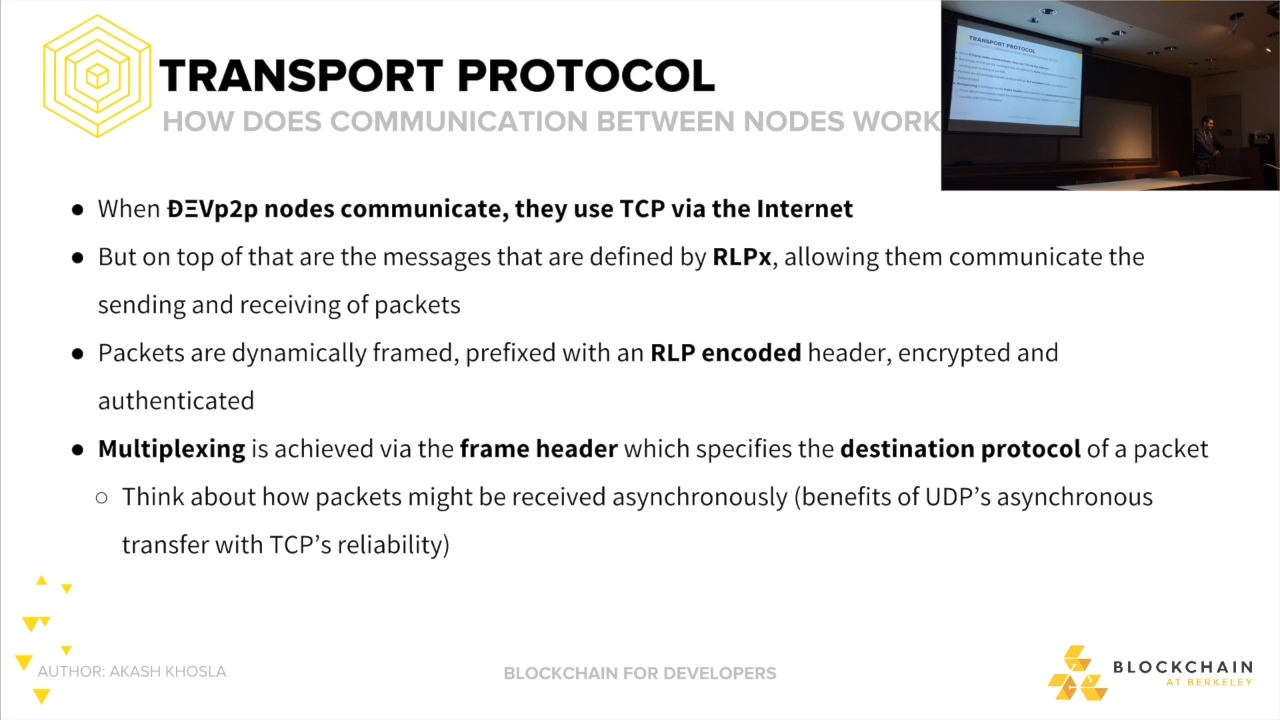 TRANSPORT PROTOCOL
HOW DOES COMMUNICATION BETWEEN NODES WORK
TRANSPORT PROTOCOL
● When ÐΞVp2p nodes communicate, they use TCP via the Internet
● But on top of that are the messages that are defined by RLPx, allowing them communicate the
sending and receiving of packets
● Packets are dynamically framed, prefixed with an RLP encoded header, encrypted and
authenticated
● Multiplexing is achieved via the frame header which specifies the destination protocol of a packet
○ Think about how packets might be received asynchronously (benefits of UDP's asynchronous
transfer with TCP's reliability)
AUTHOR: AKASH KHOSLA
BLOCKCHAIN FOR DEVELOPERS
BLOCKCHAIN
AT BERKELEY